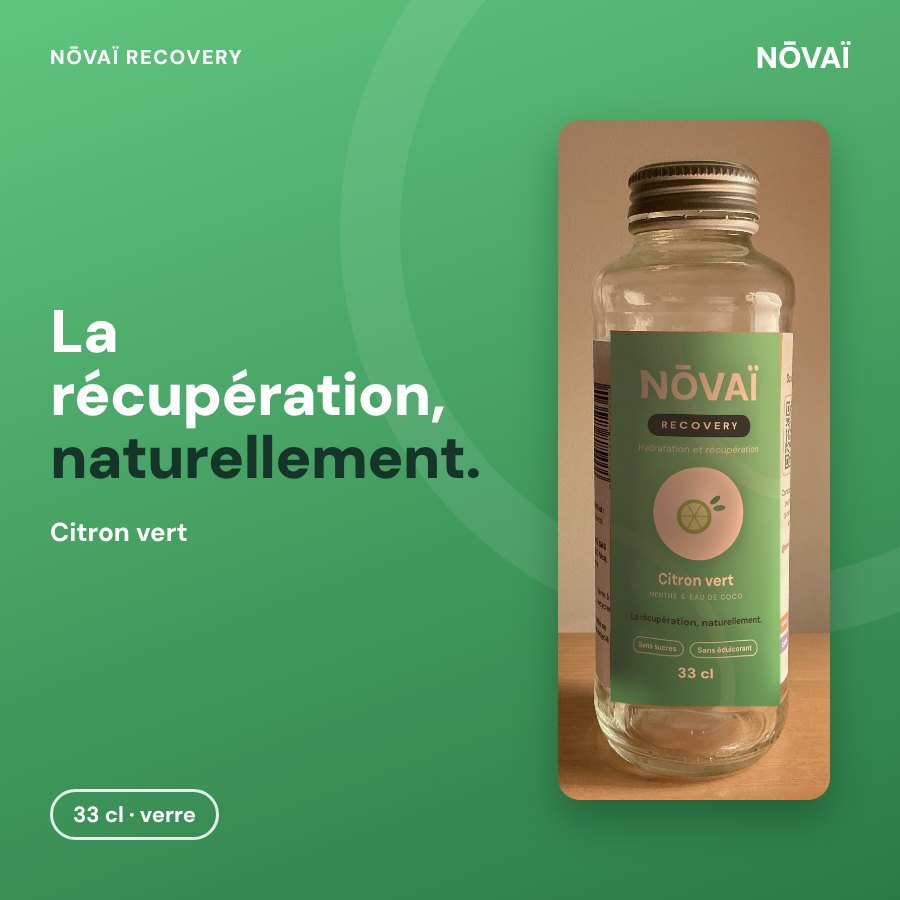 NŌVAÏ RECOVERY
NŌVAÏ
La
récupération,
naturellement.
Citron vert
33 cl · verre
NŌVAÏ
RECOVERY
Hydratation et récupération
Citron vert
MENTHE & EAU DE COCO
La récupération, naturellement.
Sans sucres
Sans édulcorant
33 cl